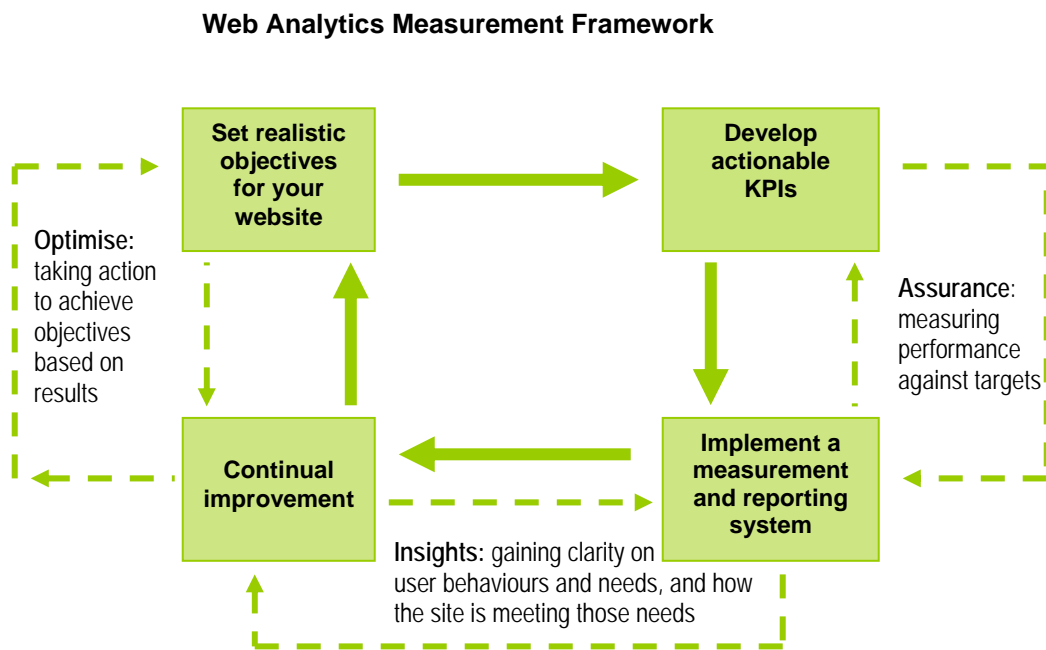 Web Analytics Measurement Framework
Set realistic
objectives
for your
website
Develop
actionable
KPIs
Optimise:
taking action
to achieve
objectives
based on
results
Assurance:
measuring
performance
against targets
Continual
improvement
Implement a
measurement
and reporting
system
Insights: gaining clarity on
user behaviours and needs, and how
the site is meeting those needs